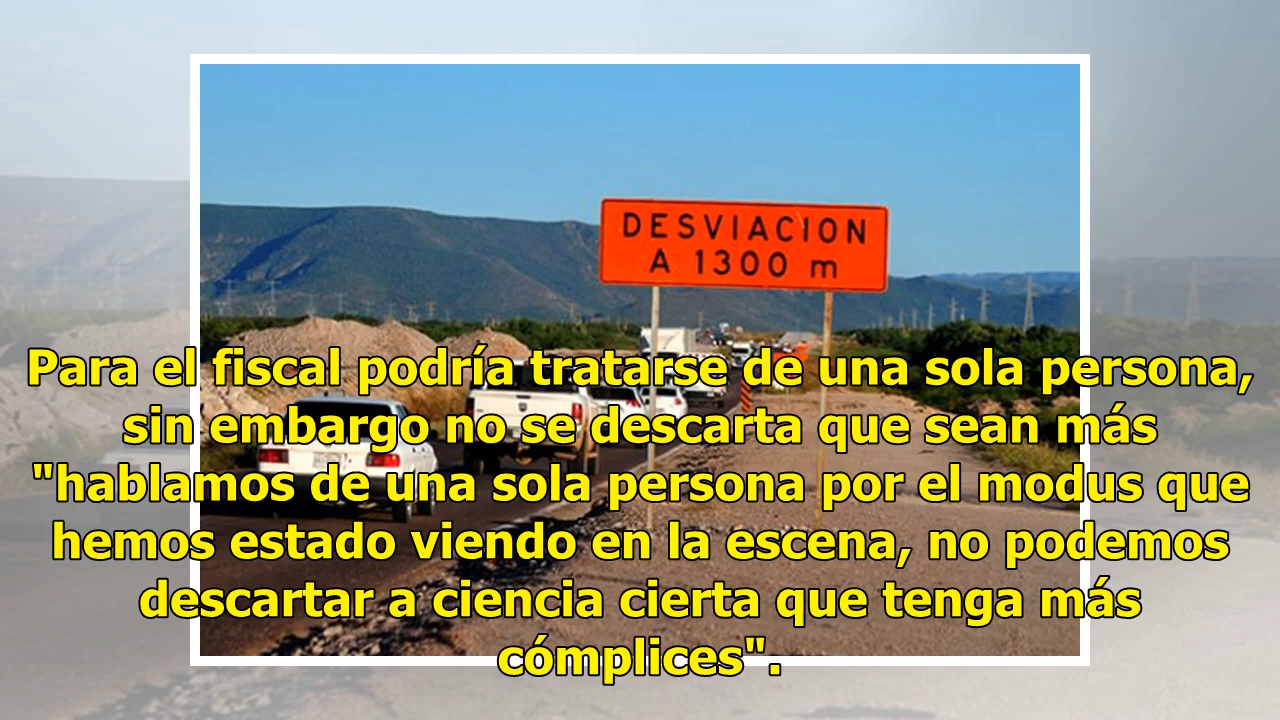 DESVIACION
A 1300 m
Para el fiscal podría tratarse de una sola persona,
sin embargo no se descarta que sean más
"hablamos de una sola persona por el modus que
hemos estado viendo en la escena, no podemos
descartar a ciencia cierta que tenga más
cómplices".